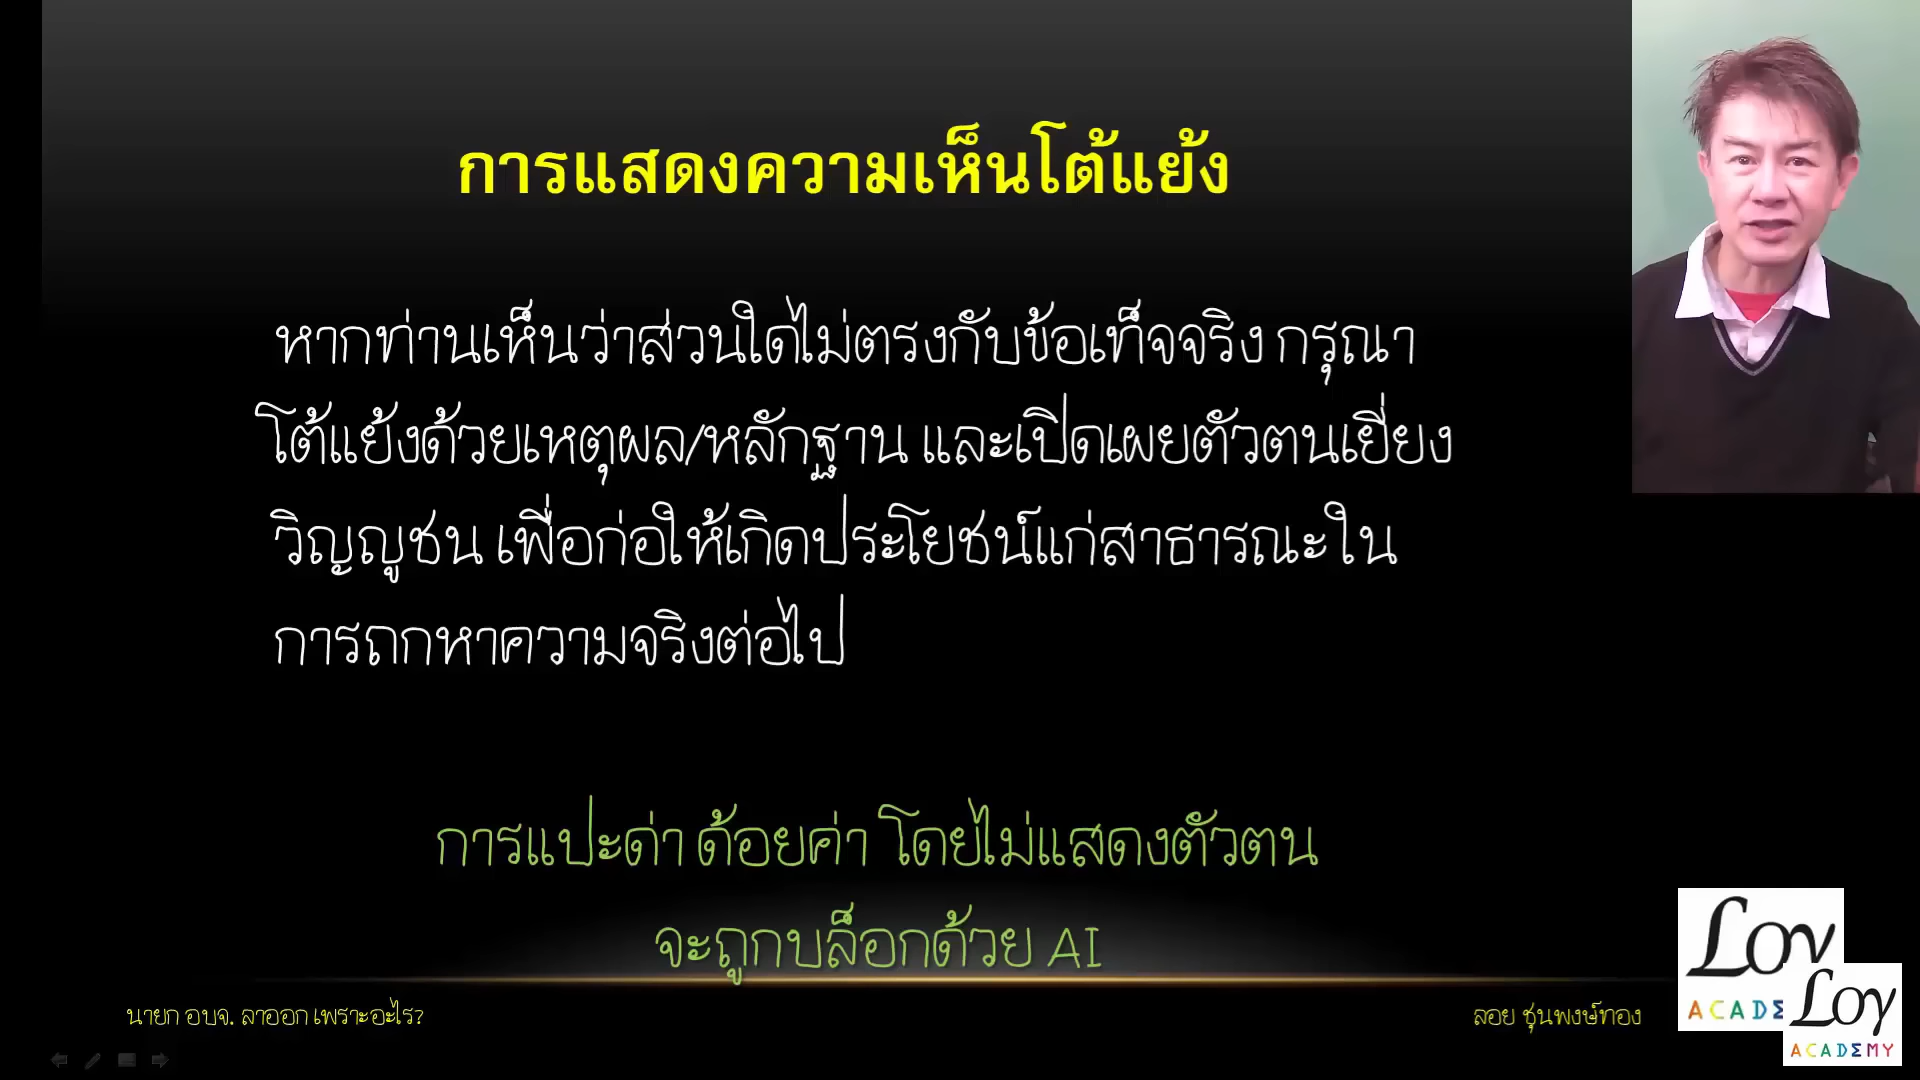 การแสดงความเห็นโต้แย้ง
หากท่านเห็นว่าส่วนใดไม่ตรงกับข้อเท็จจริง กรุณา
โต้แย้งด้วยเหตุผล/หลักฐาน และเปิดเผยตัวตนเยี่ยง
วิญญูชน เพื่อก่อให้เกิดประโยชน์แก่สาธารณะใน
การถกหาความจริงต่อไป
การแปะด่า ด้อยค่า โดยไม่แสดงตัวตน
จะถูกบล็อกด้วย AI
นายก อบจ. ลาออก เพราะอะไร?
ลอย ชุนพงษ์ทอง
Loy
ACADE
Loy
ACADEMY